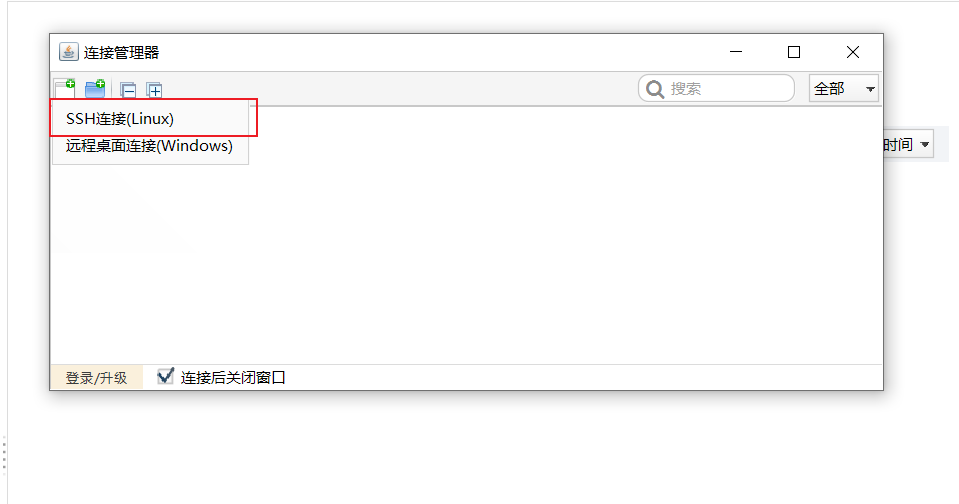 连接管理器
搜索
全部
SSH连接(Linux)
远程桌面连接(Windows)
时间
登录/升级
连接后关闭窗口